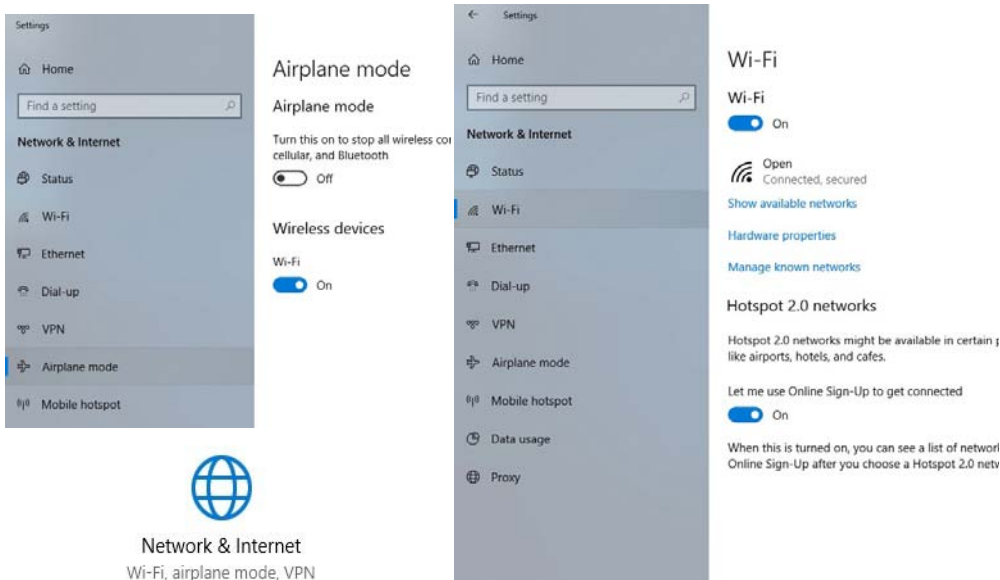 Settings
Home
Find a setting
Network & Internet
Status
Wi-Fi
Ethernet
Dial-up
VPN
Airplane mode
Mobile hotspot
Airplane mode
Airplane mode
Turn this on to stop all wireless
cellular, and Bluetooth
Off
Wireless devices
Wi-Fi
On
Network & Internet
Wi-Fi, airplane mode, VPN
Settings
Home
Find a setting
Network & Internet
Status
Wi-Fi
Ethernet
Dial-up
VPN
Airplane mode
Mobile hotspot
Data usage
Proxy
Wi-Fi
Wi-Fi
On
Open
Connected, secured
Show available networks
Hardware properties
Manage known networks
Hotspot 2.0 networks
Hotspot 2.0 networks might be available in certain
like airports, hotels, and cafes.
Let me use Online Sign-Up to get connected
On
When this is turned on, you can see a list of
Online Sign-Up after you choose a Hotspot 2.0